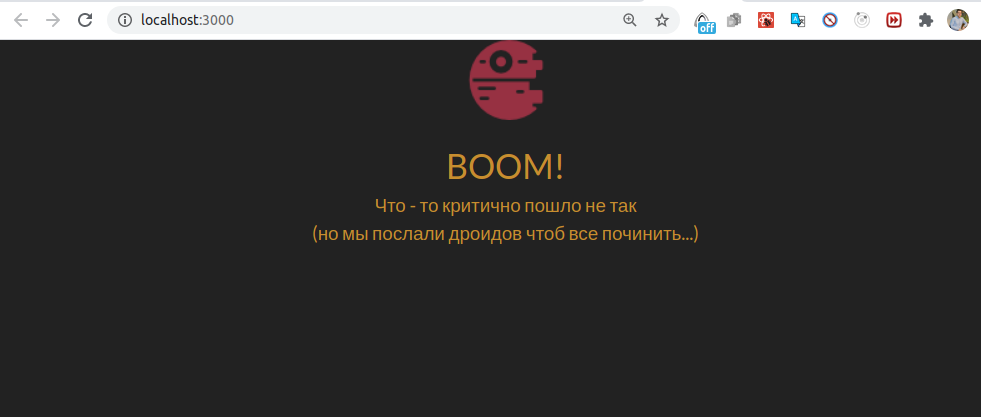 localhost:3000
off
BOOM!
Что - то критично пошло не так
(но мы послали дроидов чтоб все починить...)